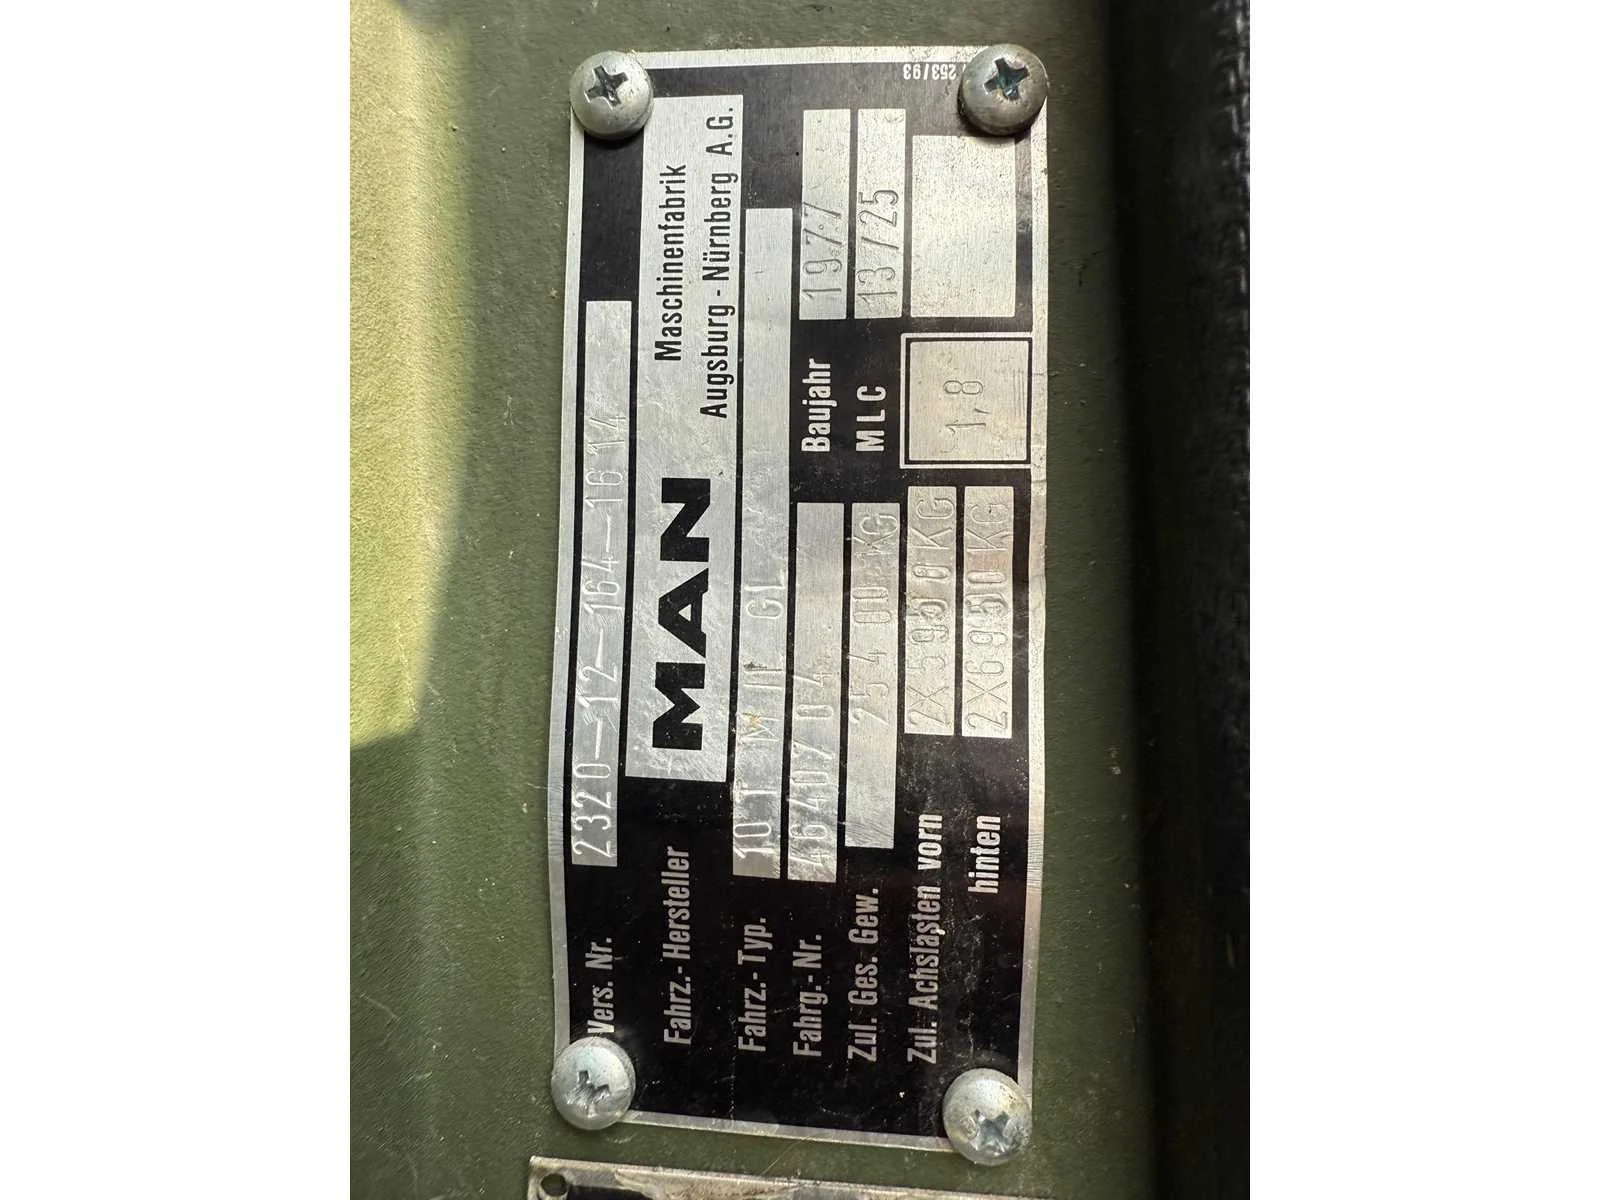 Vers. Nr. 2320-12-164-1614
Fahrz.-Hersteller MAN Maschinenfabrik
Augsburg-Nürnberg A.G.
Fahrz.-Typ. 10 T M III GL
Fahrg.-Nr. Baujahr 1977
Zul. Ges. Gew. 25400 KG MLC 13/25
Zul. Achslasten vorn 2X5950KG 1,8
hinten 2X6950KG
253/93